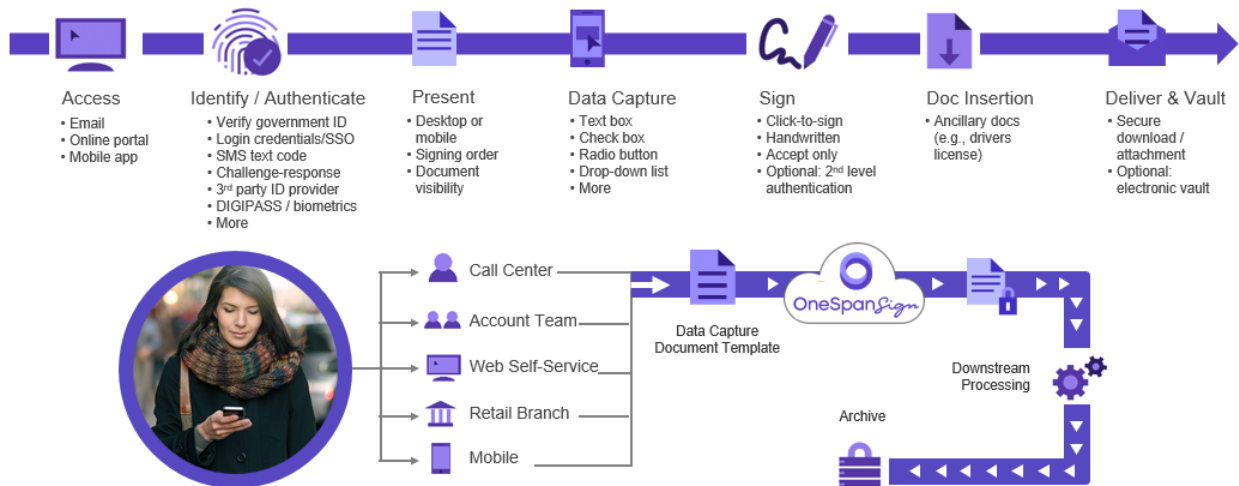 Access
• Email
• Online portal
• Mobile app
Identify / Authenticate
• Verify government ID
• Login credentials/SSO
• SMS text code
• Challenge-response
• 3rd party ID provider
• DIGIPASS / biometrics
• More
Present
• Desktop or
mobile
• Signing order
• Document
visibility
Data Capture
• Text box
• Check box
• Radio button
• Drop-down list
• More
Sign
• Click-to-sign
• Handwritten
• Accept only
• Optional: 2nd level
authentication
Doc Insertion
• Ancillary docs
(e.g., drivers
license)
Deliver & Vault
• Secure
download /
attachment
• Optional:
electronic vault
Call Center
Account Team
Web Self-Service
Retail Branch
Mobile
Data Capture
Document Template
OneSpanSign
Downstream
Processing
Archive